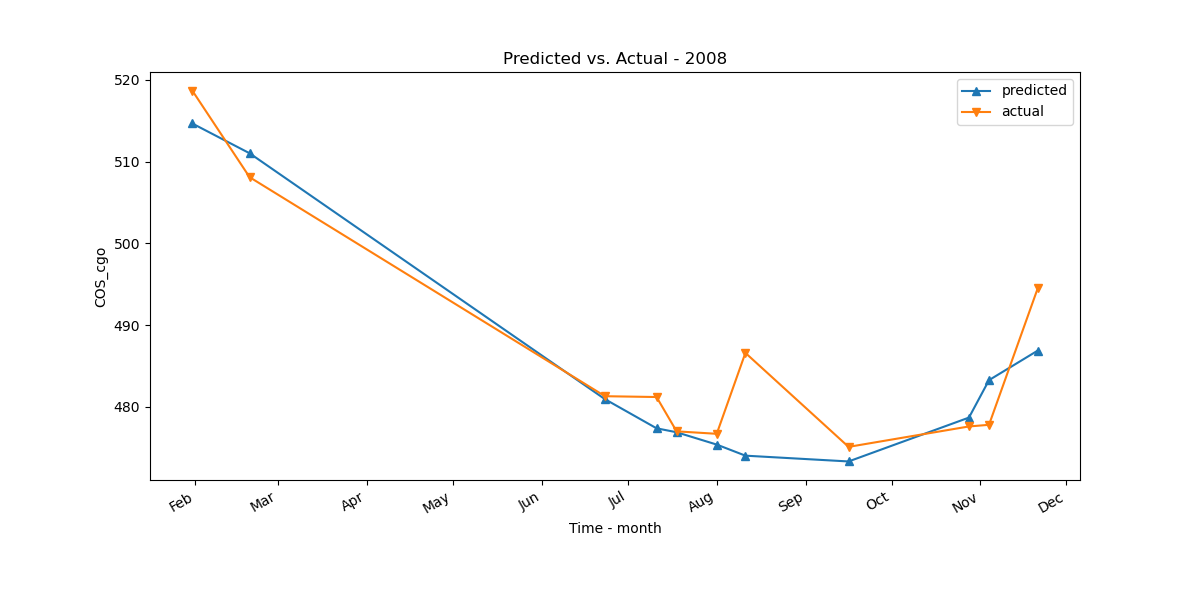 Predicted vs. Actual - 2008
520
510
500
490
480
COS_cgo
predicted
actual
Feb
Mar
Apr
May
Jun
Jul
Aug
Sep
Oct
Nov
Dec
Time - month